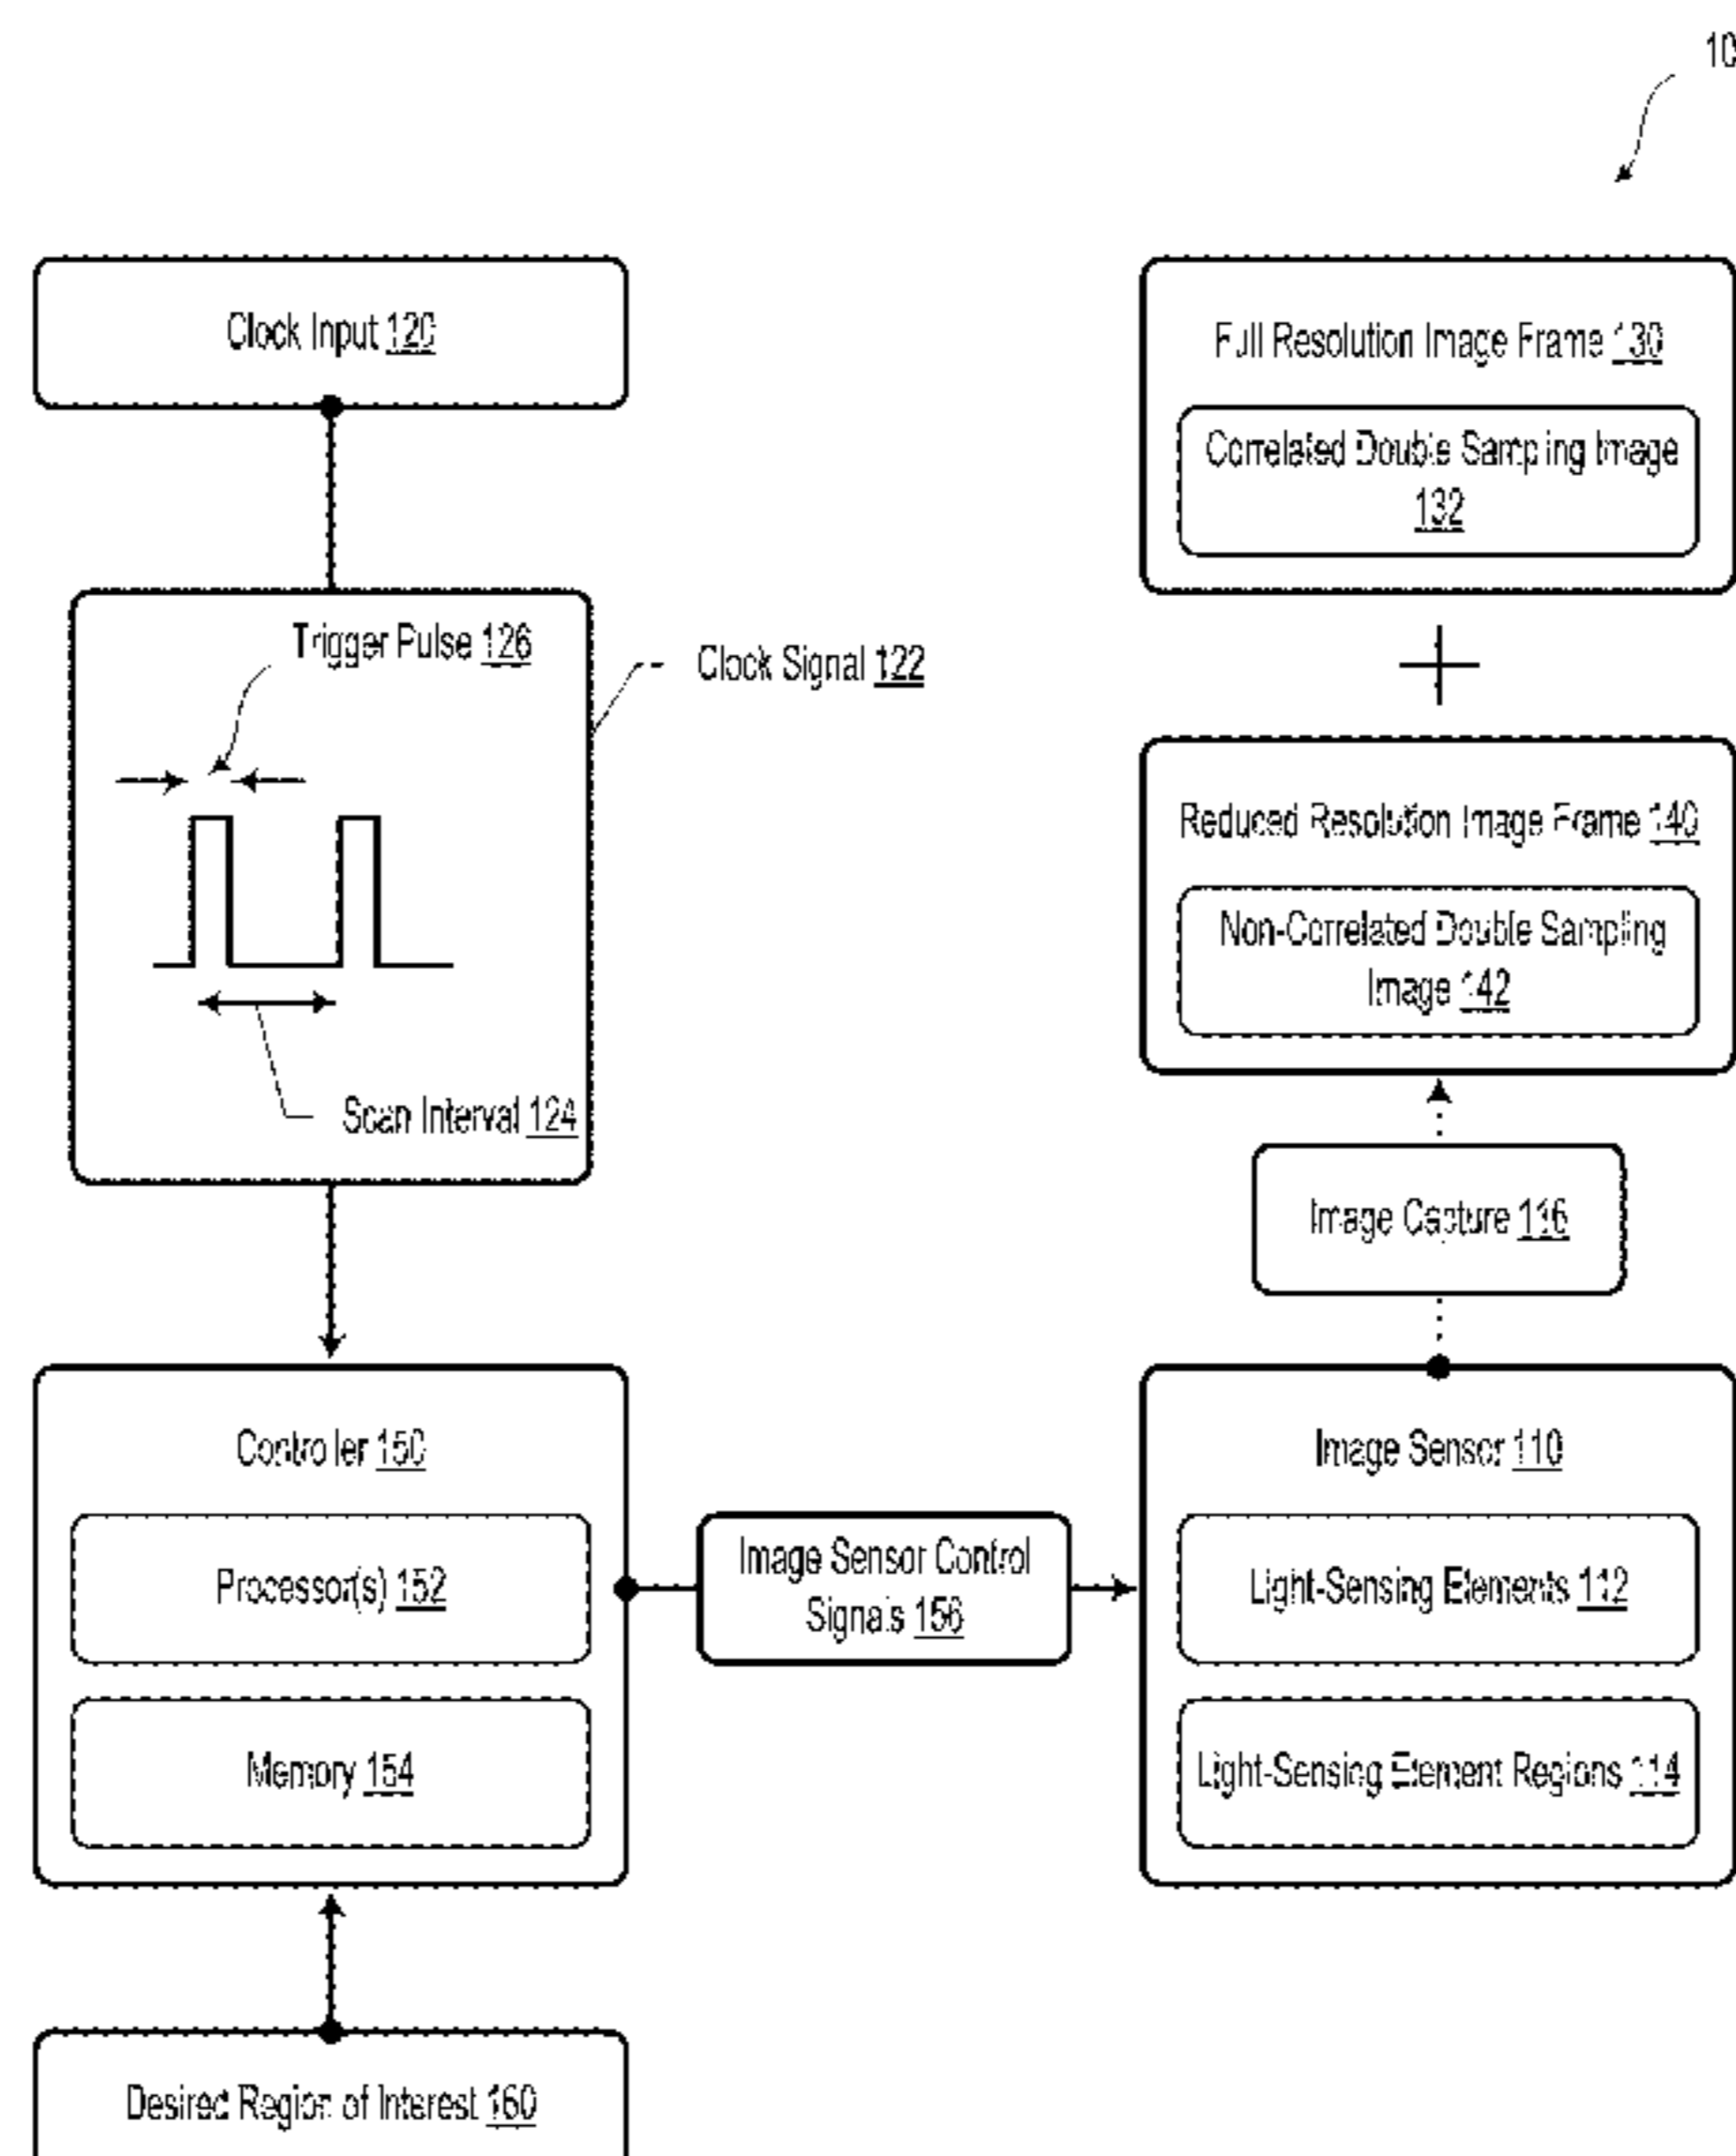 10
Clock Input 120
Full Resolution Image Frame 130
Correlated Double Sampling Image
132
Trigger Pulse 126
Clock Signal 122
Scan Interval 124
Reduced Resolution Image Frame 140
Non-Correlated Double Sampling
Image 142
Image Capture 116
Controller 150
Processor(s) 152
Memory 154
Image Sensor Control
Signals 156
Image Sensor 110
Light-Sensing Elements 112
Light-Sensing Element Regions 114
Desired Region of Interest 160